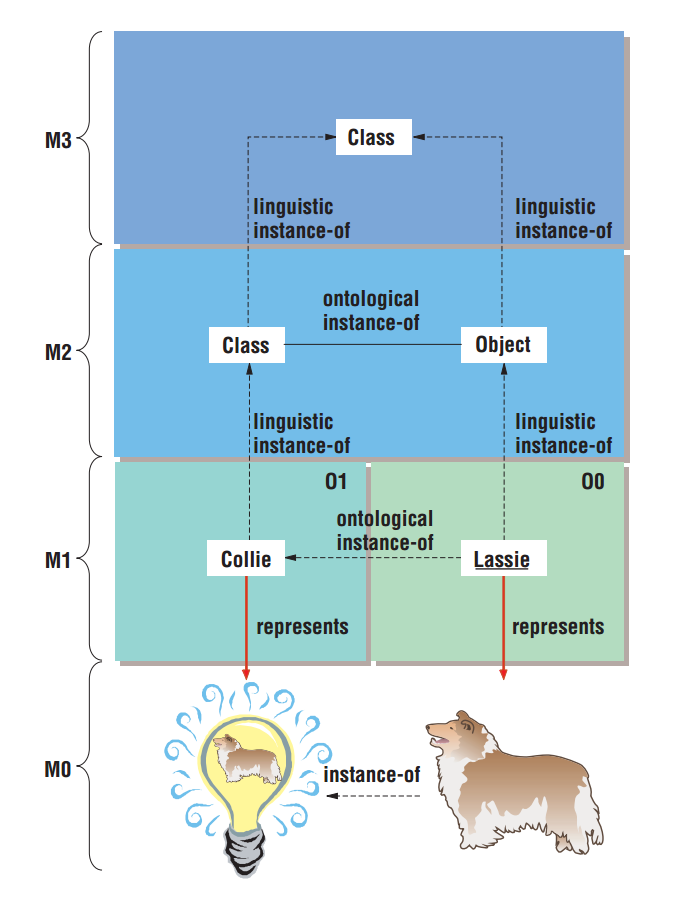 M3
Class
linguistic
instance-of
linguistic
instance-of
M2
ontological
instance-of
Class
Object
linguistic
instance-of
linguistic
instance-of
M1
O1
O0
ontological
instance-of
Collie
Lassie
represents
represents
M0
instance-of